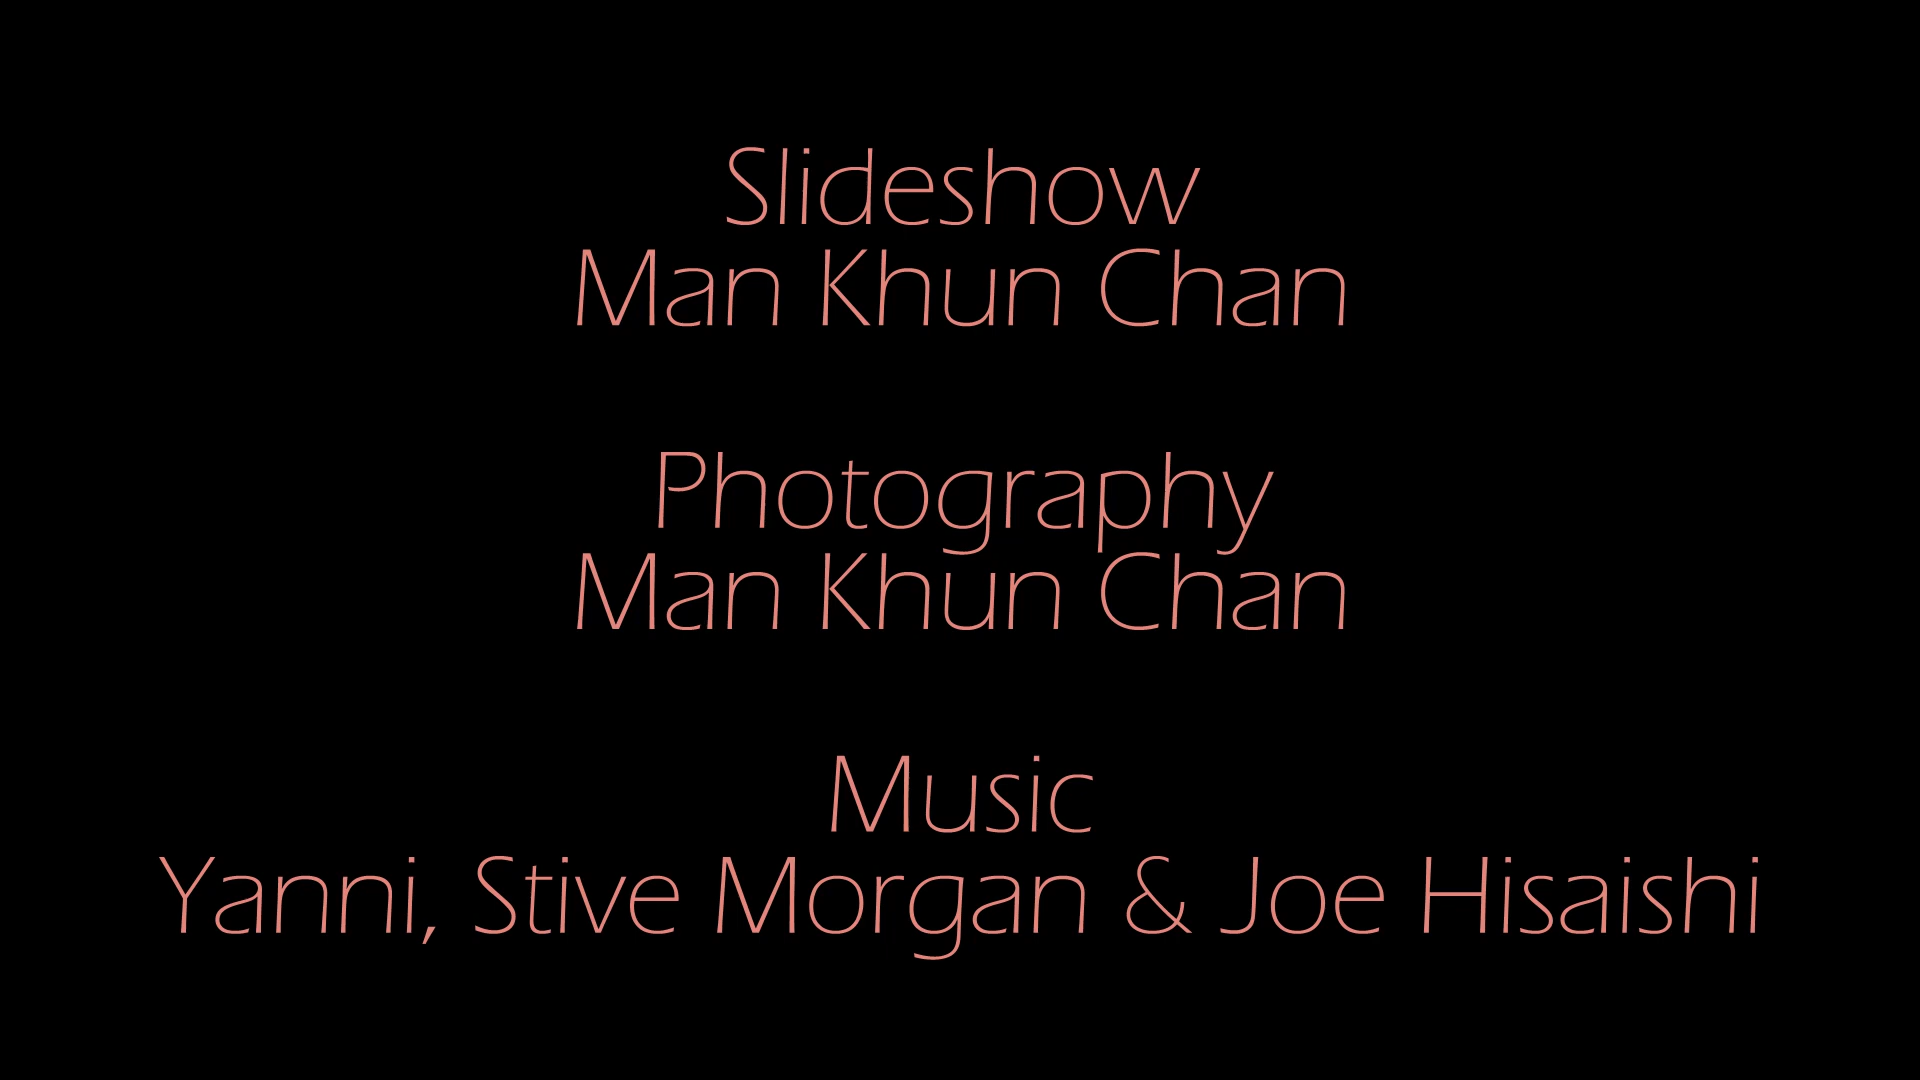 Slideshow
Man Khun Chan
Photography
Man Khun Chan
Music
Yanni, Stive Morgan & Joe Hisaishi